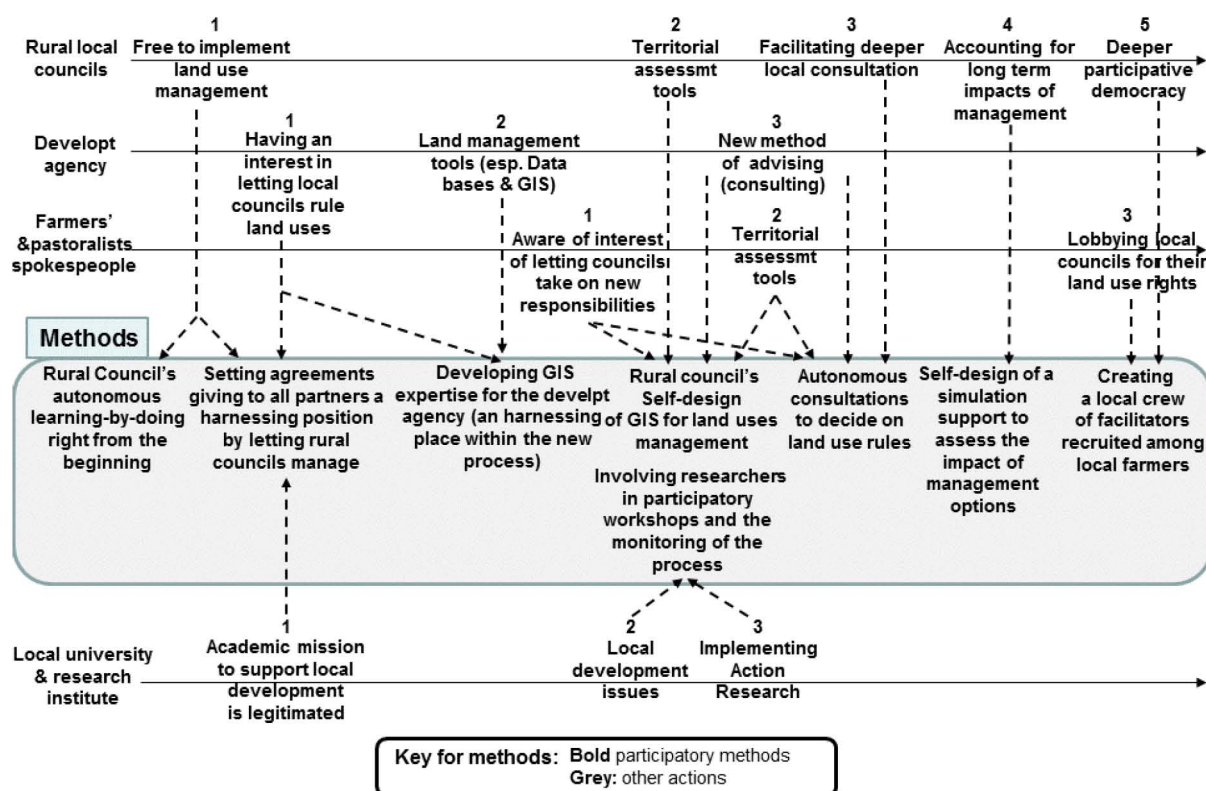 1
Rural local
councils
Free to implement
land use
management
2
Territorial
assessmt
tools
3
Facilitating deeper
local consultation
4
Accounting for
long term
impacts of
management
5
Deeper
participative
democracy
Developt
agency
1
Having an
interest in
letting local
councils rule
land uses
2
Land management
tools (esp. Data
bases & GIS)
3
New method
of advising
(consulting)
Farmers'
&pastoralists
spokespeople
1
Aware of interest
of letting councils
take on new
responsibilities
2
Territorial
assessmt
tools
3
Lobbying local
councils for their
land use rights
Methods
Rural Council's
autonomous
learning-by-doing
right from the
beginning
Setting agreements
giving to all partners a
harnessing position
by letting rural
councils manage
Developing GIS
expertise for the develpt
agency (an harnessing
place within the new
process)
Rural council's
Self-design
of GIS for land uses
management
Involving researchers
in participatory
workshops and the
monitoring of the
process
Autonomous
consultations
to decide on
land use rules
Self-design of a
simulation support
to assess the
impact of
management
options
Creating
a local crew
of facilitators
recruited among
local farmers
Local university
& research
institute
1
Academic mission
to support local
development
is legitimated
2
Local
development
issues
3
Implementing
Action
Research
Key for methods: Bold participatory methods
Grey: other actions